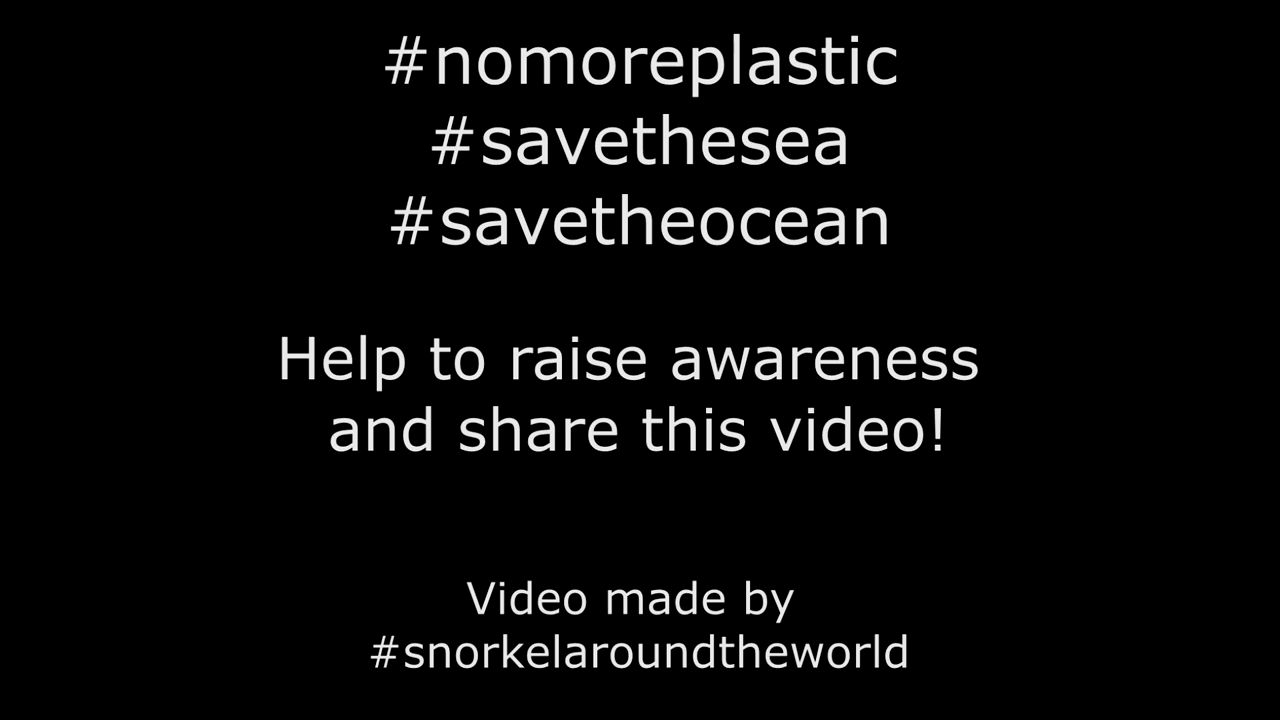 #nomoreplastic
#savethesea
#savetheocean
Help to raise awareness
and share this video!
Video made by
#snorkelaroundtheworld